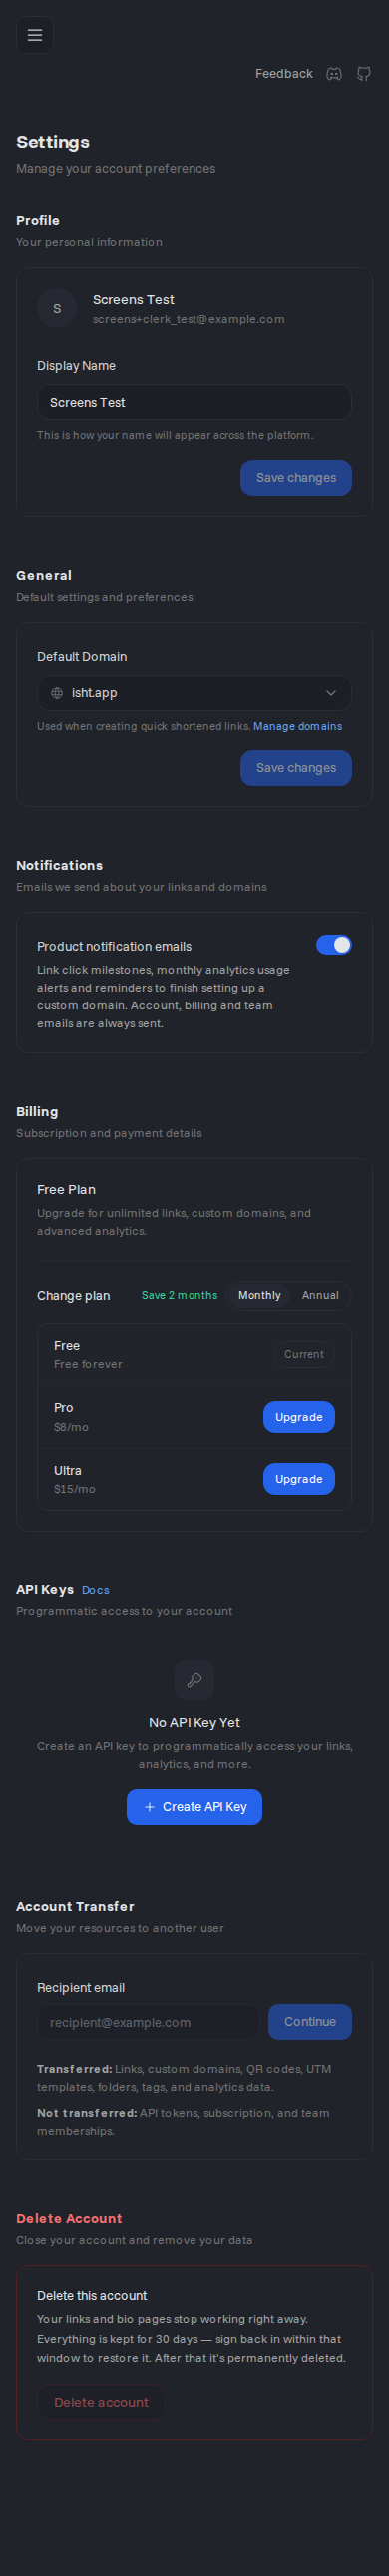 Feedback
Settings
Manage your account preferences
Profile
Your personal information
S
Screens Test
screens+clerk_test@example.com
Display Name
Screens Test
This is how your name will appear across the platform.
Save changes
General
Default settings and preferences
Default Domain
isht.app
Used when creating quick shortened links. Manage domains
Save changes
Notifications
Emails we send about your links and domains
Product notification emails
Link click milestones, monthly analytics usage
alerts and reminders to finish setting up a
custom domain. Account, billing and team
emails are always sent.
Billing
Subscription and payment details
Free Plan
Upgrade for unlimited links, custom domains, and
advanced analytics.
Change plan Save 2 months Monthly Annual
Free
Free forever
Current
Pro
$8/mo
Upgrade
Ultra
$15/mo
Upgrade
API Keys Docs
Programmatic access to your account
No API Key Yet
Create an API key to programmatically access your links,
analytics, and more.
Create API Key
Account Transfer
Move your resources to another user
Recipient email
recipient@example.com
Continue
Transferred: Links, custom domains, QR codes, UTM
templates, folders, tags, and analytics data.
Not transferred: API tokens, subscription, and team
memberships.
Delete Account
Close your account and remove your data
Delete this account
Your links and bio pages stop working right away.
Everything is kept for 30 days — sign back in within that
window to restore it. After that it's permanently deleted.
Delete account